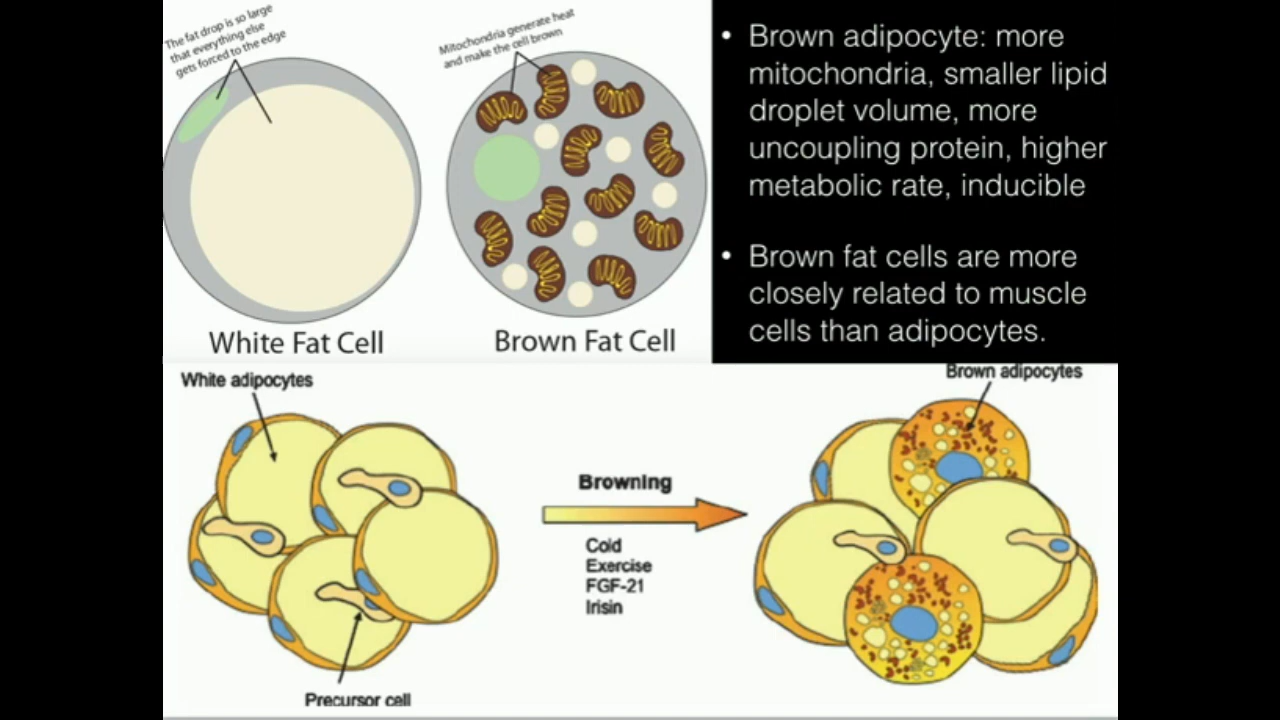 The fat drop is so large
that everything else
gets forced to the edge
Mitochondria generate heat
and make the cell brown
White Fat Cell
Brown Fat Cell
• Brown adipocyte: more
mitochondria, smaller lipid
droplet volume, more
uncoupling protein, higher
metabolic rate, inducible
• Brown fat cells are more
closely related to muscle
cells than adipocytes.
White adipocytes
Precursor cell
Browning
Cold
Exercise
FGF-21
Irisin
Brown adipocytes